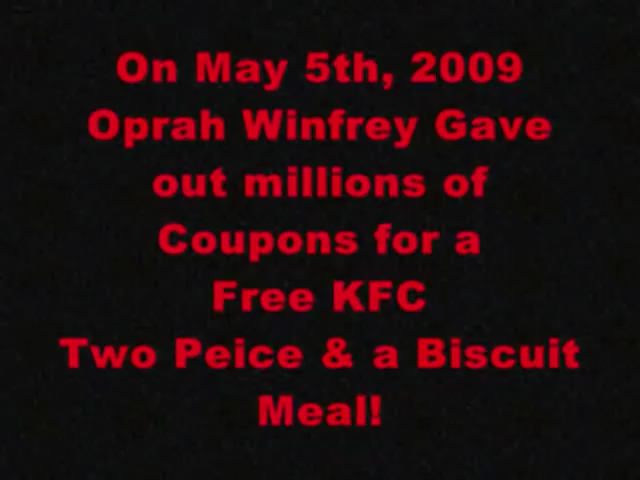 On May 5th, 2009
Oprah Winfrey Gave
out millions of
Coupons for a
Free KFC
Two Peice & a Biscuit
Meal!